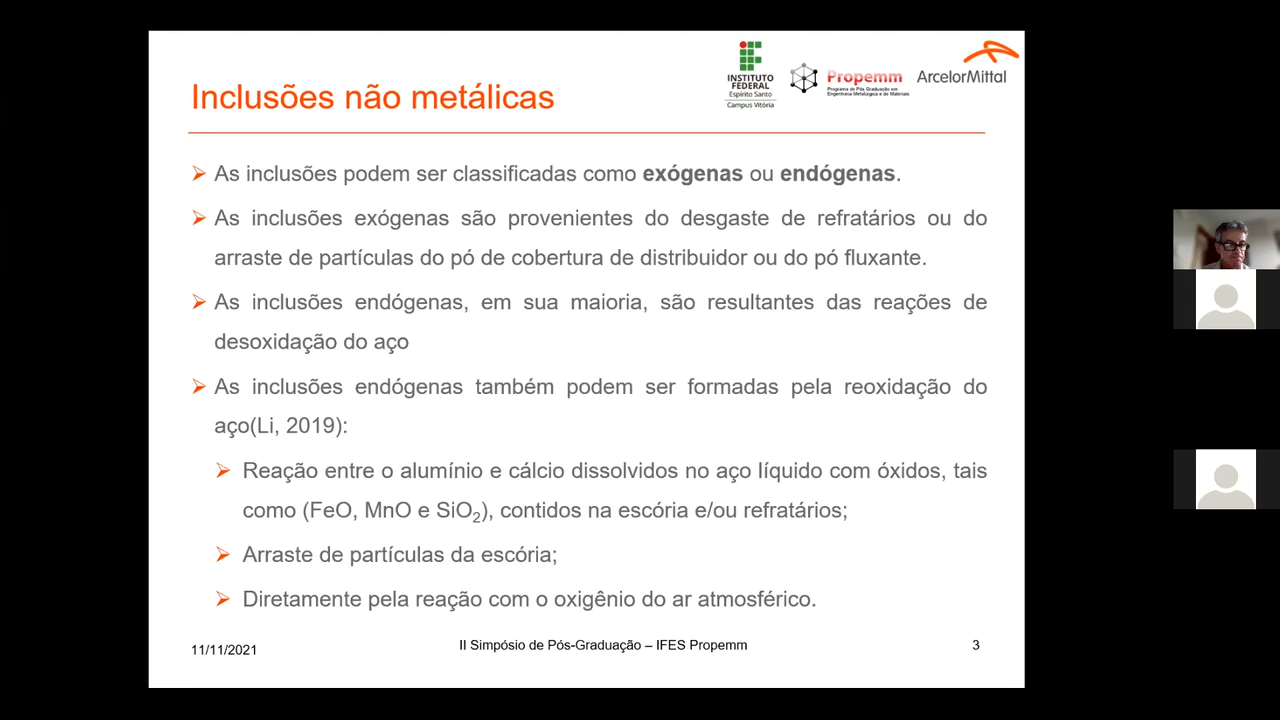 INSTITUTO
FEDERAL
Espírito Santo
Campus Vitória
Propemm
Programa de Pós Graduação em
Engenharia Metalúrgica e de Materiais
ArcelorMittal
Inclusões não metálicas
As inclusões podem ser classificadas como exógenas ou endógenas.
As inclusões exógenas são provenientes do desgaste de refratários ou do
arraste de partículas do pó de cobertura de distribuidor ou do pó fluxante.
As inclusões endógenas, em sua maioria, são resultantes das reações de
desoxidação do aço
As inclusões endógenas também podem ser formadas pela reoxidação do
aço(Li, 2019):
Reação entre o alumínio e cálcio dissolvidos no aço líquido com óxidos, tais
como (FeO, MnO e SiO₂), contidos na escória e/ou refratários;
Arraste de partículas da escória;
Diretamente pela reação com o oxigênio do ar atmosférico.
11/11/2021
II Simpósio de Pós-Graduação – IFES Propemm
3